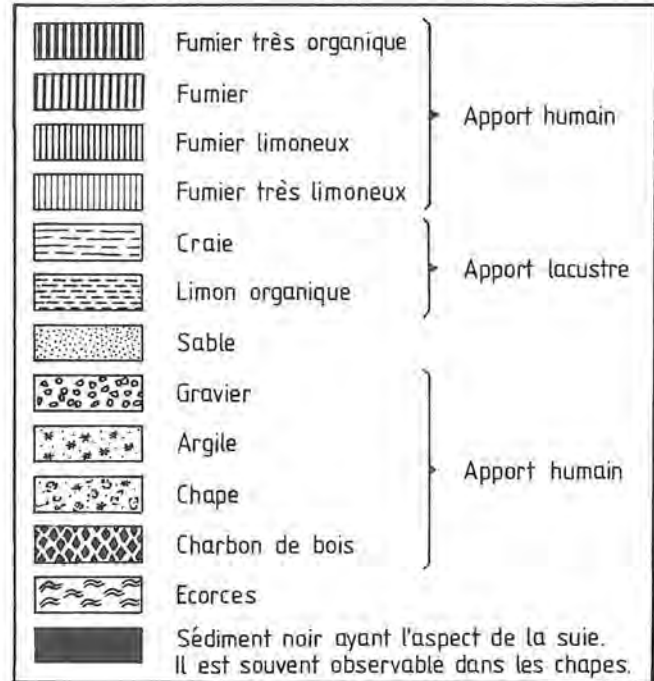 Fumier très organique
Fumier
Apport humain
Fumier limoneux
Fumier très limoneux
Craie
Apport lacustre
Limon organique
Sable
Gravier
Argile
Apport humain
Chape
Charbon de bois
Ecorces
Sédiment noir ayant l'aspect de la suie.
Il est souvent observable dans les chapes.